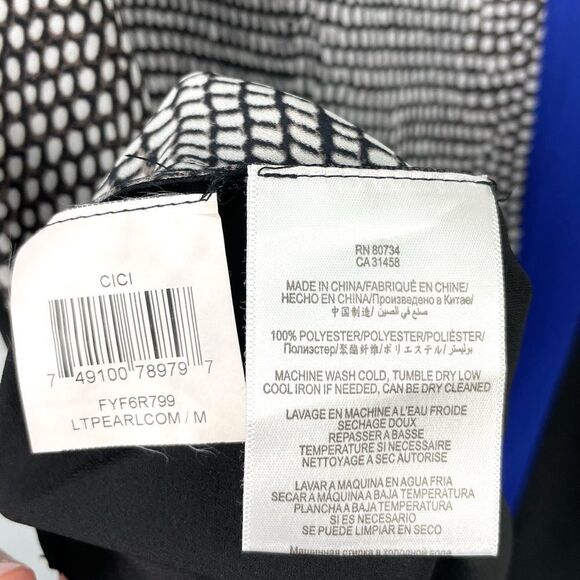 CICI
7 49100 78979 7
FYF6R799
LTPEARLCOM / M
RN 80734
CA 31458
MADE IN CHINA/FABRIQUÉ EN CHINE/
HECHO EN CHINA/Произведено в Китае/
中国制造/ صنع في الصين
100% POLYESTER/POLYESTER/POLIÉSTER/
Полиэстер/聚酯纤维/ポリエステル/ بوليستر
MACHINE WASH COLD, TUMBLE DRY LOW
COOL IRON IF NEEDED, CAN BE DRY CLEANED
LAVAGE EN MACHINE A L'EAU FROIDE
SECHAGE DOUX
REPASSER A BASSE
TEMPERATURE SI NECESSAIRE
NETTOYAGE A SEC AUTORISE
LAVAR A MAQUINA EN AGUA FRIA
SECAR A MÁQUINA A BAJA TEMPERATURA
PLANCHA A BAJA TEMPERATURA
SI ES NECESARIO
SE PUEDE LIMPIAR EN SECO
Машинная стирка в холодной воде